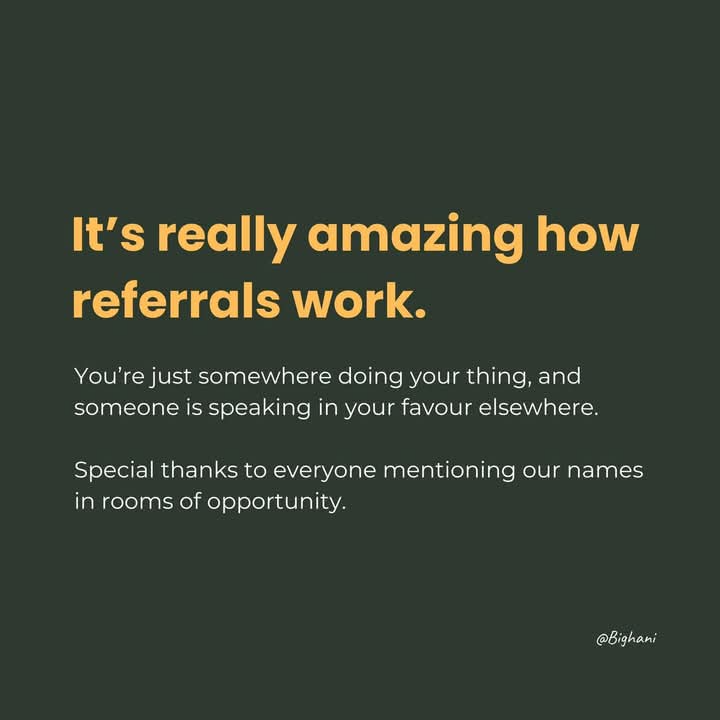 It’s really amazing how
referrals work.
You’re just somewhere doing your thing, and
someone is speaking in your favour elsewhere.
Special thanks to everyone mentioning our names
in rooms of opportunity.
@Bighani